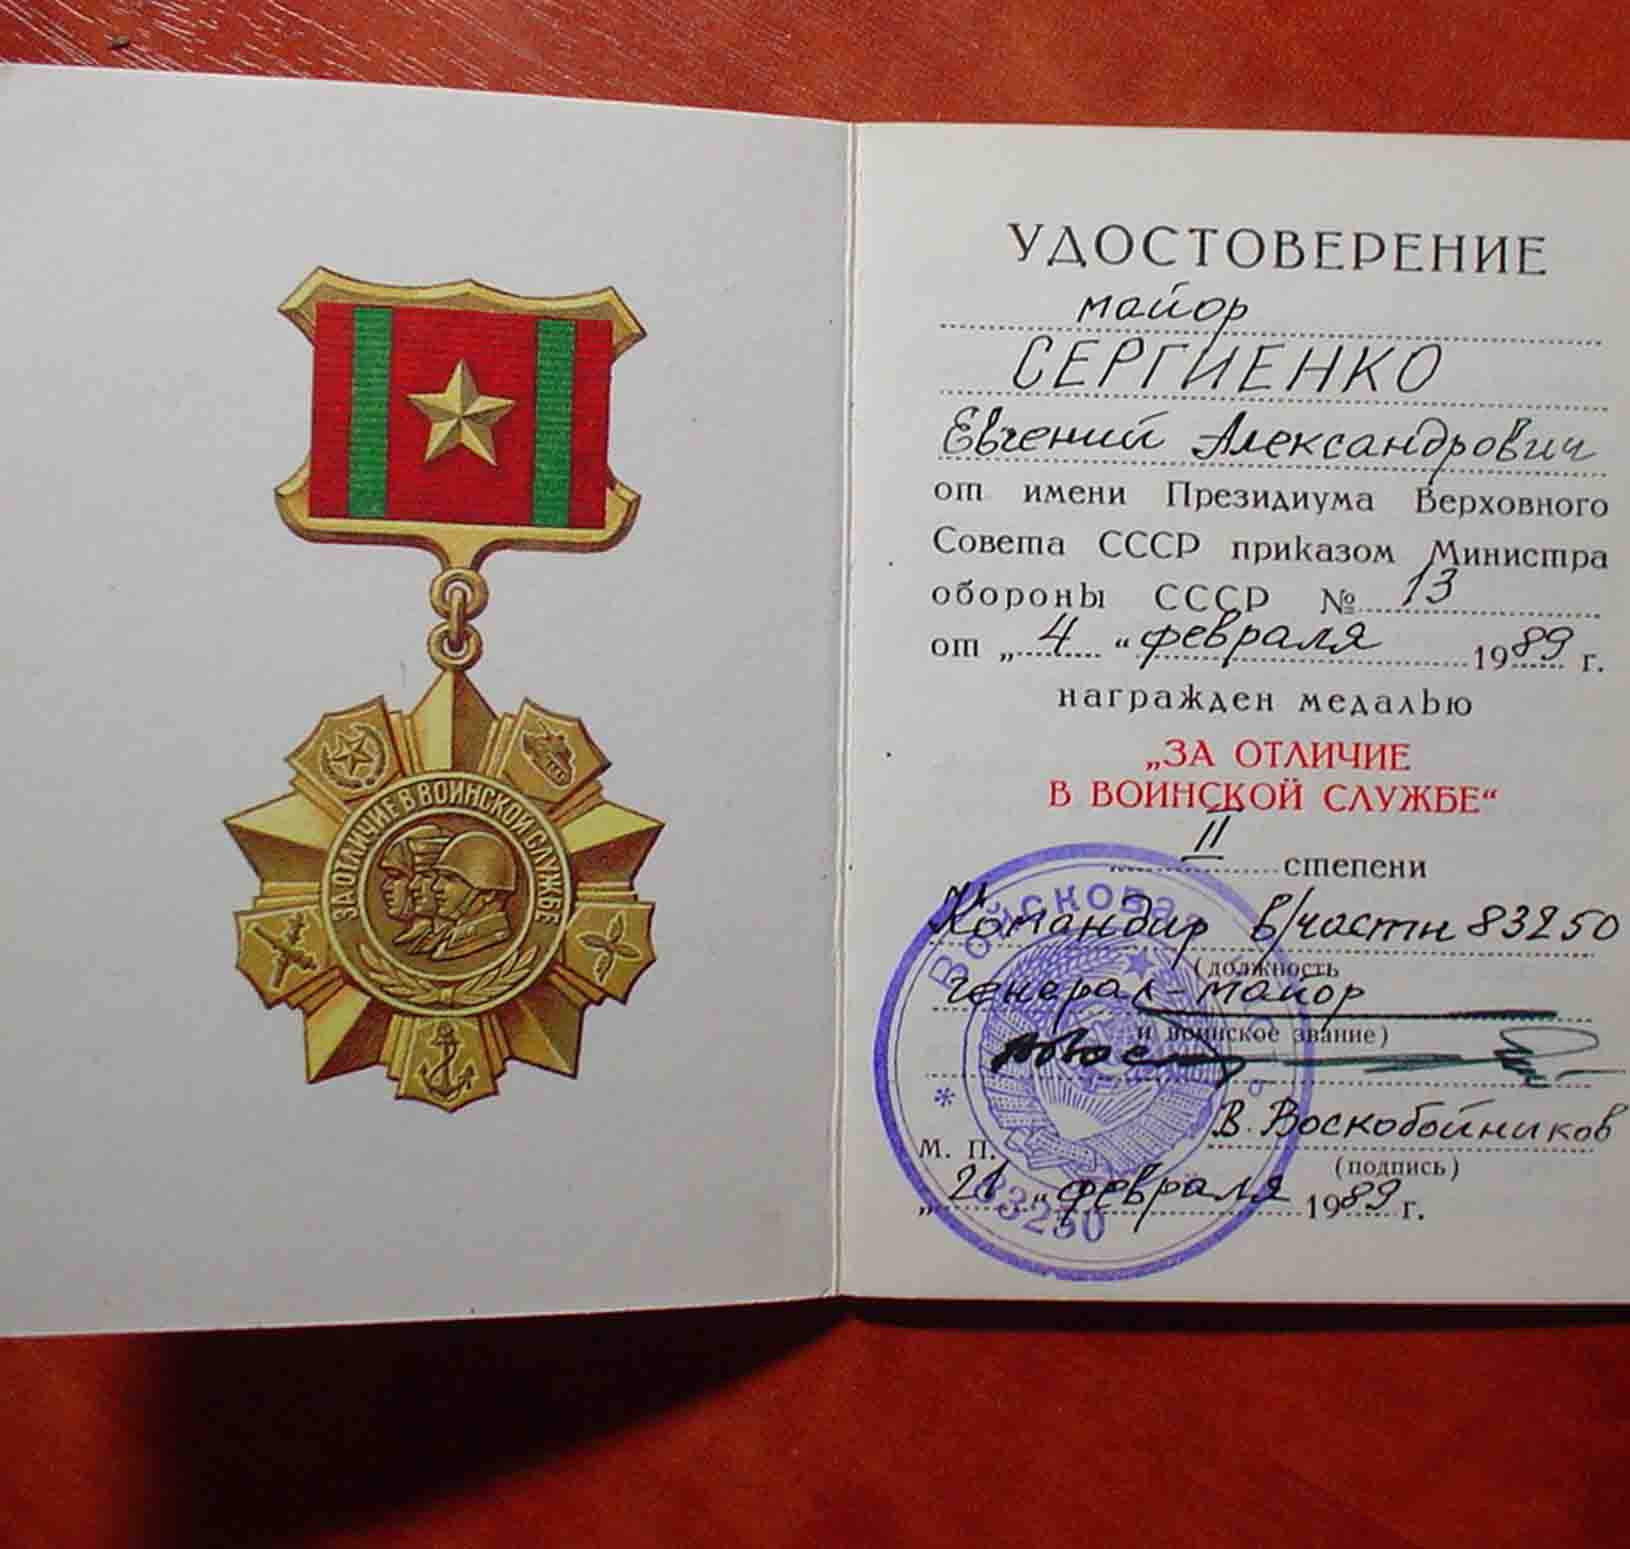 ЗА ОТЛИЧИЕ В ВОИНСКОЙ СЛУЖБЕ
УДОСТОВЕРЕНИЕ
майор
СЕРГИЕНКО
Евгений Александрович
от имени Президиума Верховного
Совета СССР приказом Министра
обороны СССР № 13
от „4“ февраля 1989 г.
награжден медалью
„ЗА ОТЛИЧИЕ
В ВОИНСКОЙ СЛУЖБЕ“
II степени
Командир в/части 83250
(должность
генерал-майор
и воинское звание)
В. Воскобойников
М. П. (подпись)
„21“ февраля 1989 г.
Войсковая
83250